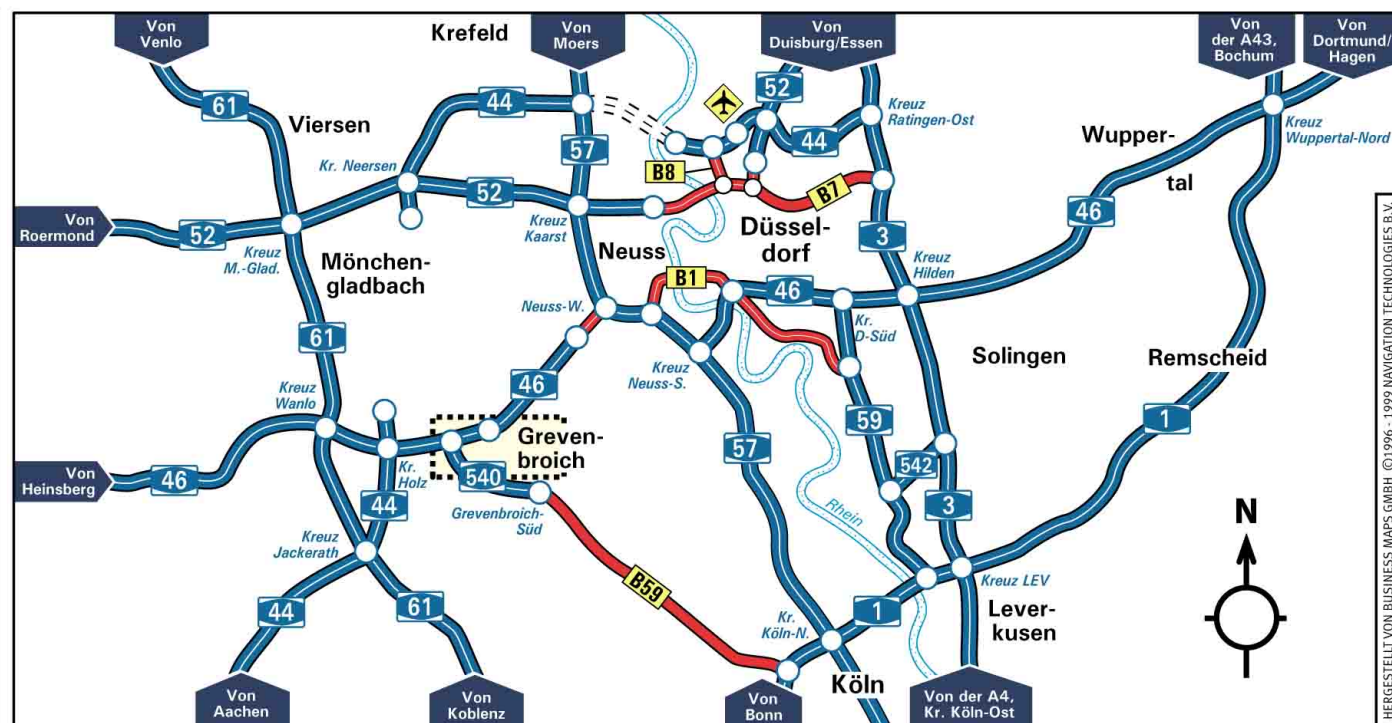 Von
Venlo
Krefeld
Von
Moers
Von
Duisburg/Essen
Von
der A43,
Bochum
Von
Dortmund/
Hagen
61
Viersen
44
52
44
Kreuz
Ratingen-Ost
Wupper-
tal
Kreuz
Wuppertal-Nord
Kr. Neersen
57
B8
B7
Von
Roermond
52
52
Kreuz
M.-Glad.
Kreuz
Kaarst
Neuss
Düssel-
dorf
3
46
Mönchen-
gladbach
Kreuz
Hilden
B1
46
Neuss-W.
Kr.
D-Süd
61
Kreuz
Neuss-S.
Solingen
Remscheid
Kreuz
Wanlo
46
59
1
Greven-
broich
57
542
Von
Heinsberg
46
Kr.
Holz
540
44
Grevenbroich-
Süd
Rhein
3
N
Kreuz
Jackerath
B59
Kreuz LEV
44
61
1
Lever-
kusen
Kr.
Köln-N.
Köln
Von
Aachen
Von
Koblenz
Von
Bonn
Von der A4,
Kr. Köln-Ost
HERGESTELLT VON BUSINESS MAPS GMBH ©1996 - 1999 NAVIGATION TECHNOLOGIES B.V.